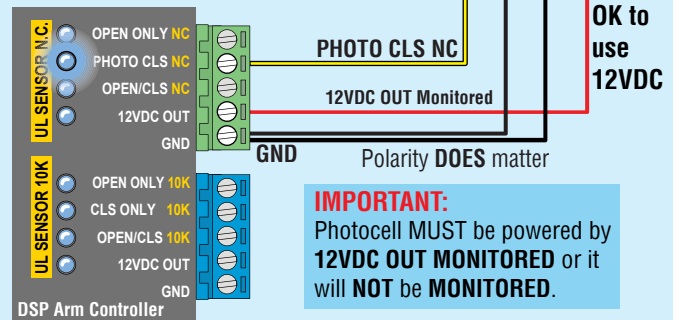 UL SENSOR N.C.
OPEN ONLY NC
PHOTO CLS NC
OPEN/CLS NC
12VDC OUT
GND
UL SENSOR 10K
OPEN ONLY 10K
CLS ONLY 10K
OPEN/CLS 10K
12VDC OUT
GND
DSP Arm Controller
PHOTO CLS NC
12VDC OUT Monitored
GND
Polarity DOES matter
OK to
use
12VDC
IMPORTANT:
Photocell MUST be powered by
12VDC OUT MONITORED or it
will NOT be MONITORED.